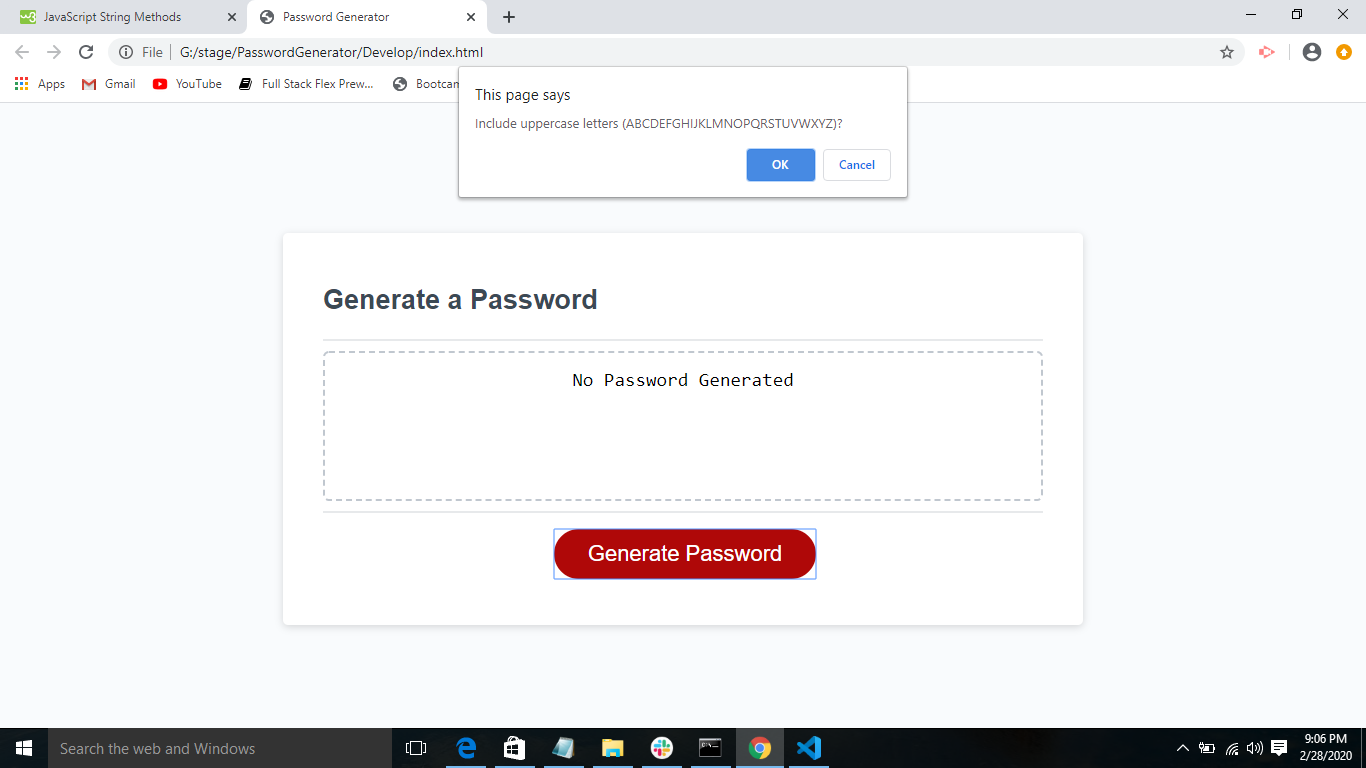 JavaScript String Methods
Password Generator
File
G:/stage/PasswordGenerator/Develop/index.html
Apps
Gmail
YouTube
Full Stack Flex Prew...
This page says
Include uppercase letters (ABCDEFGHIJKLMNOPQRSTUVWXYZ)?
OK
Cancel
Generate a Password
No Password Generated
Generate Password
Search the web and Windows
9:06 PM
2/28/2020